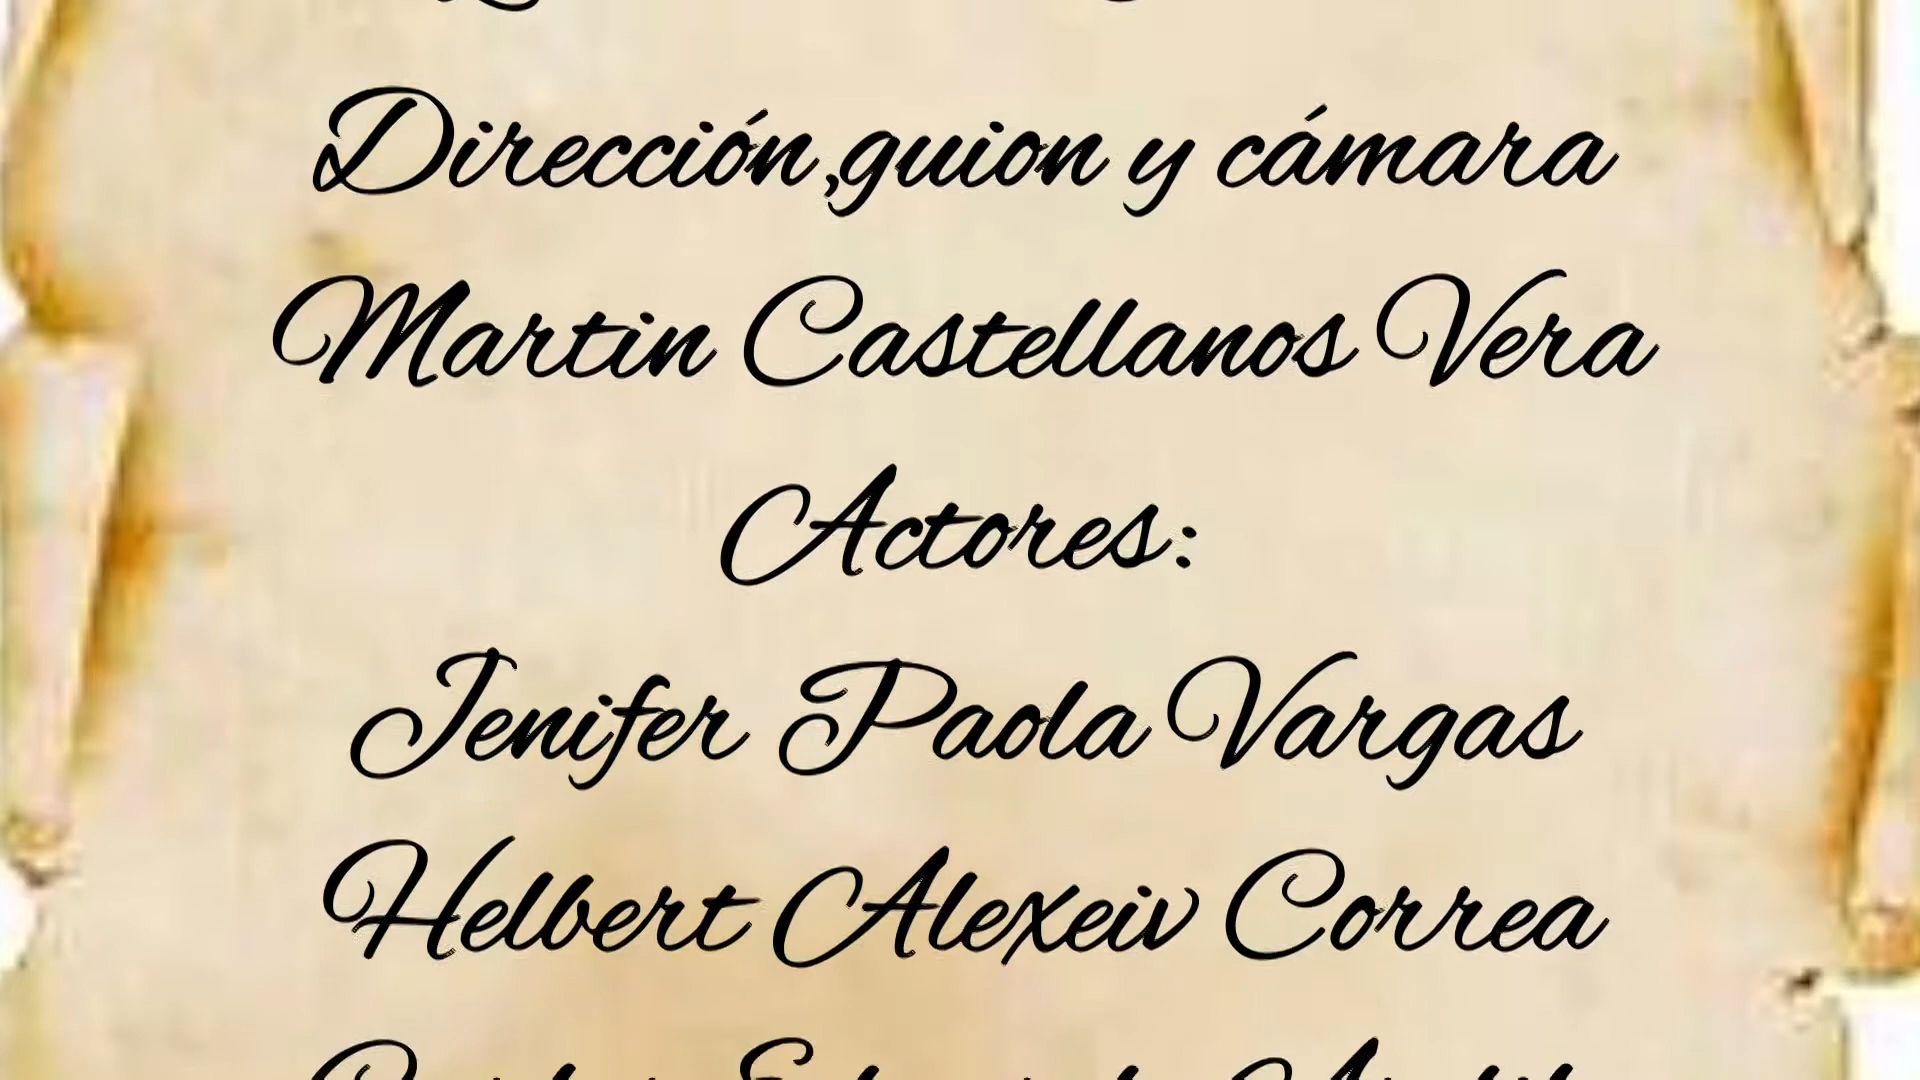 Dirección,guion y cámara
Martin Castellanos Vera
Actores:
Jenifer Paola Vargas
Helbert Alexeiv Correa